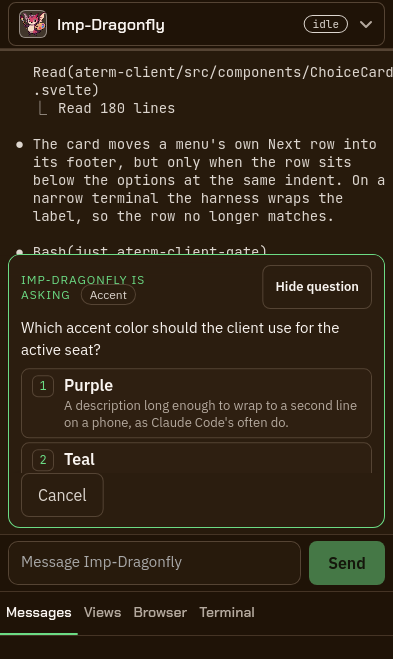 Imp-Dragonfly
idle
Read(aterm-client/src/components/ChoiceCard
.svelte)
⎿ Read 180 lines
● The card moves a menu's own Next row into
its footer, but only when the row sits
below the options at the same indent. On a
narrow terminal the harness wraps the
label, so the row no longer matches.
● Bash(just aterm-client-gate)
IMP-DRAGONFLY IS
ASKING Accent
Hide question
Which accent color should the client use for the
active seat?
1 Purple
A description long enough to wrap to a second line
on a phone, as Claude Code's often do.
2 Teal
Cancel
Message Imp-Dragonfly
Send
Messages Views Browser Terminal